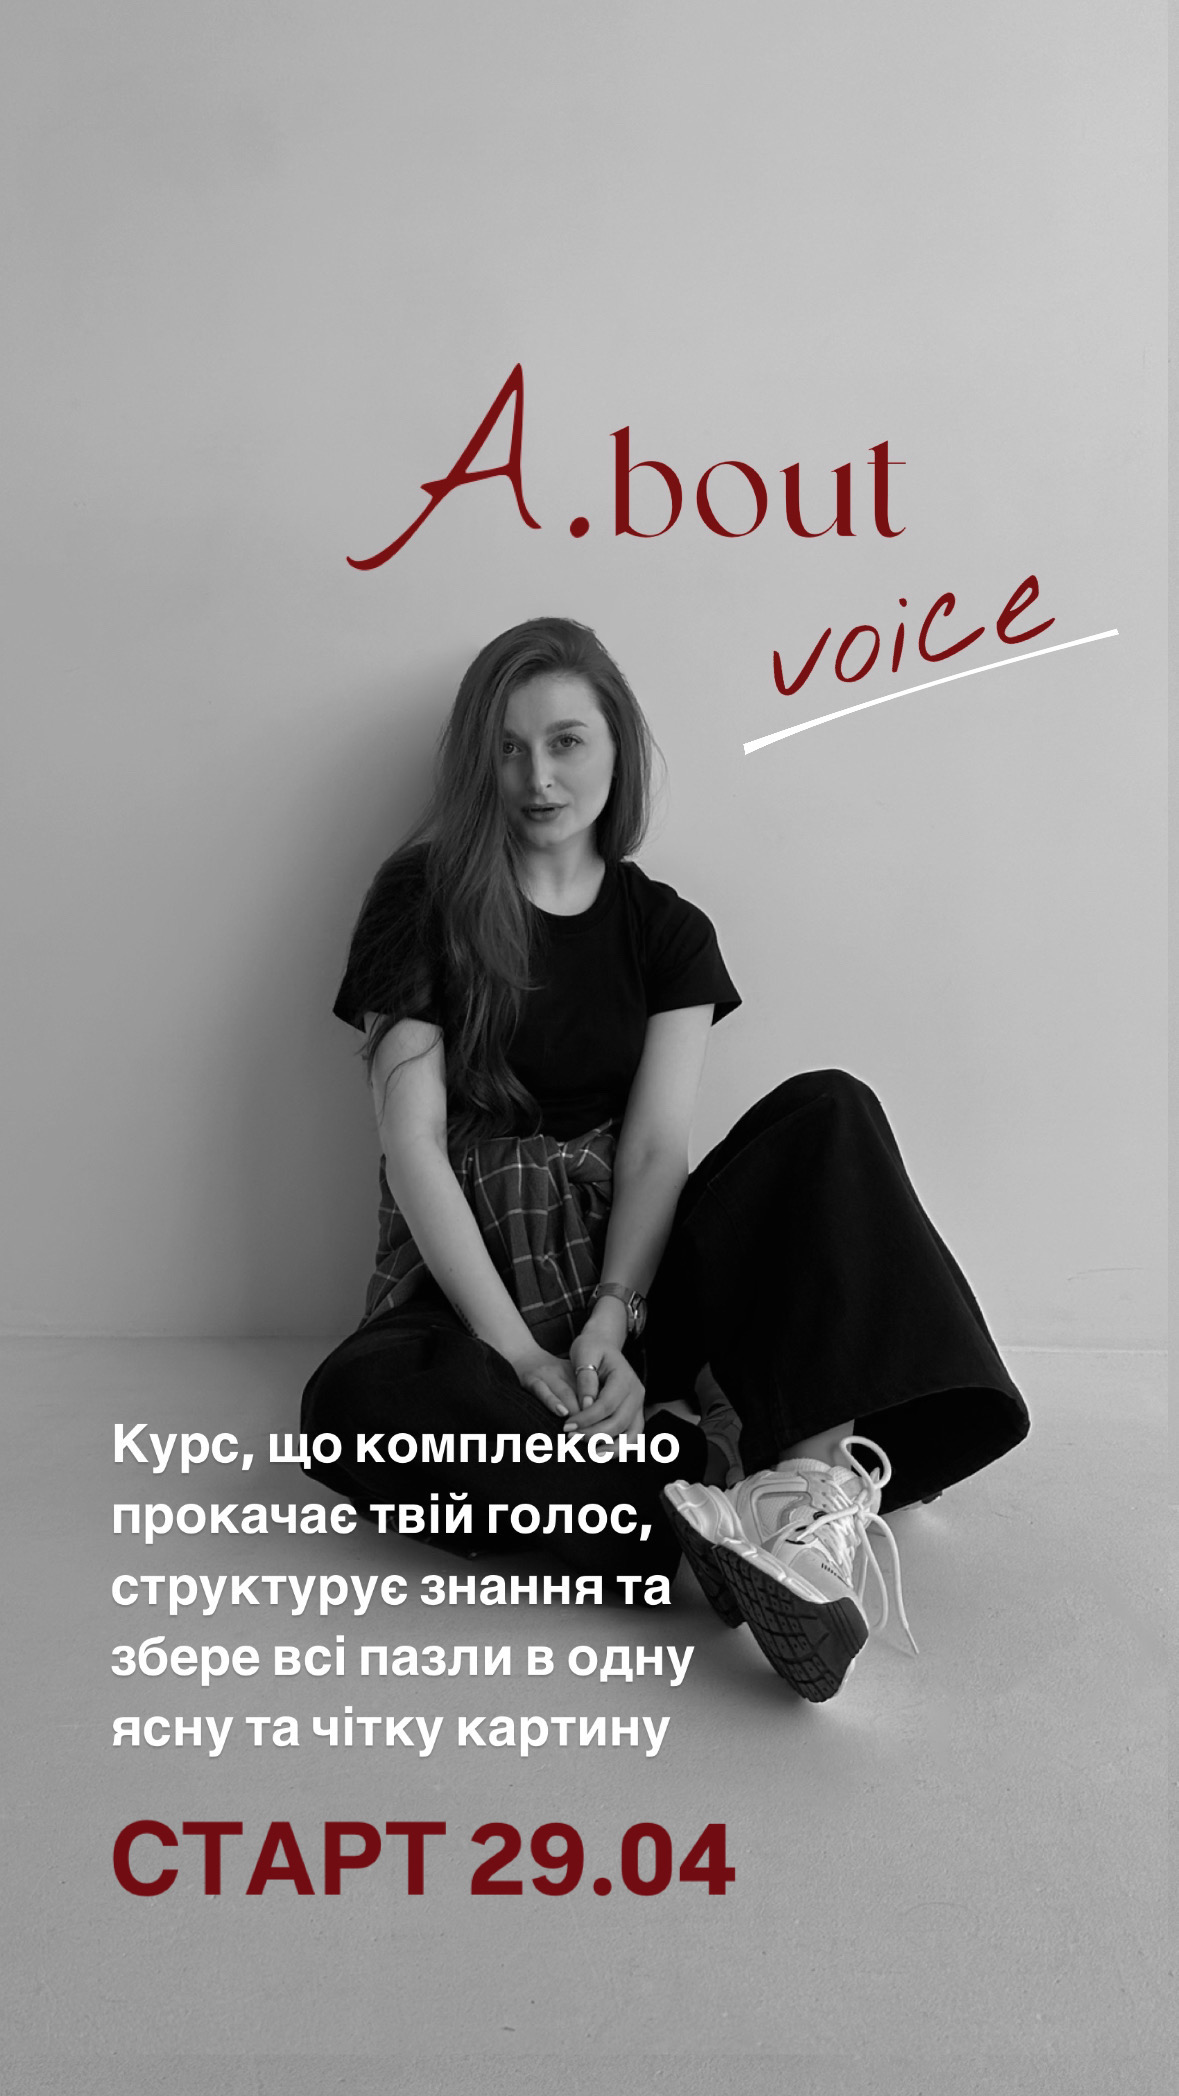 A.bout
voice
Курс, що комплексно
прокачає твій голос,
структурує знання та
збере всі пазли в одну
ясну та чітку картину
СТАРТ 29.04